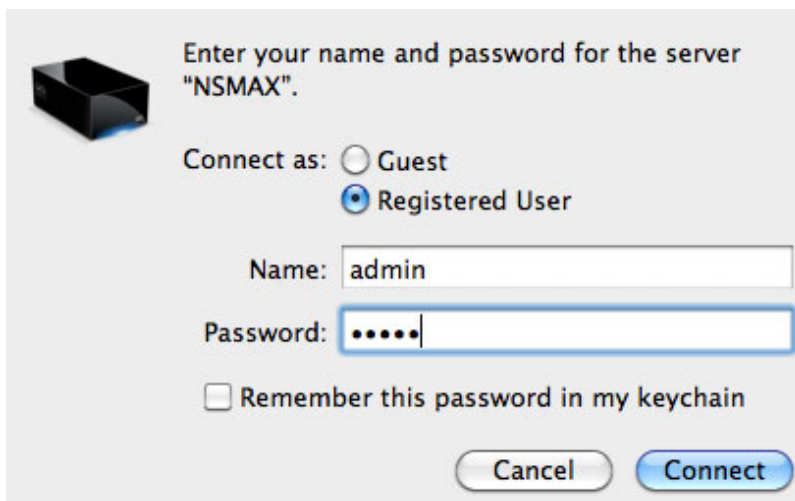 Enter your name and password for the server
“NSMAX”.
Connect as: Guest
Registered User
Name: admin
Password: •••••
Remember this password in my keychain
Cancel Connect